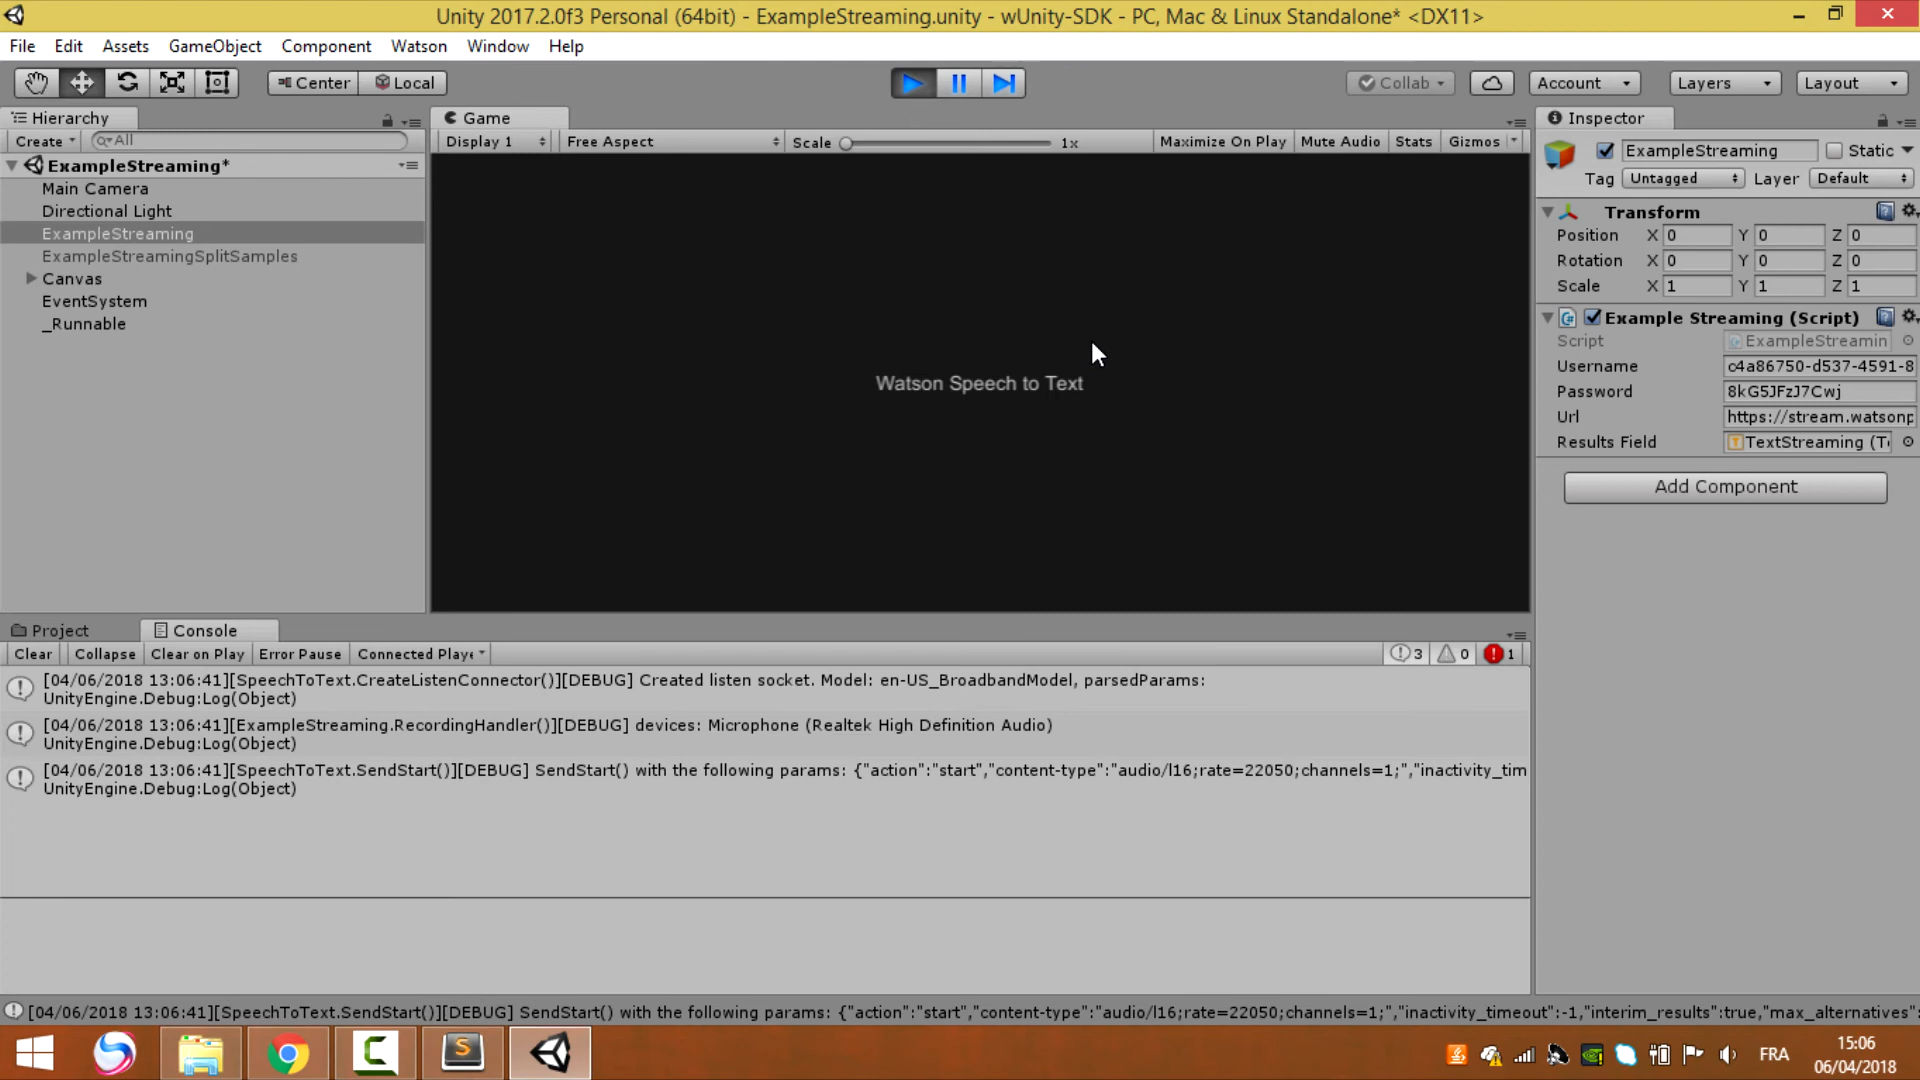 Unity 2017.2.0f3 Personal (64bit) - ExampleStreaming.unity - wUnity-SDK - PC, Mac & Linux Standalone* <DX11>
File Edit Assets GameObject Component Watson Window Help
Center Local Collab Account Layers Layout
Hierarchy
Create All
ExampleStreaming*
Main Camera
Directional Light
ExampleStreaming
ExampleStreamingSplitSamples
Canvas
EventSystem
_Runnable
Game
Display 1 Free Aspect Scale 1x Maximize On Play Mute Audio Stats Gizmos
Watson Speech to Text
Inspector
ExampleStreaming Static
Tag Untagged Layer Default
Transform
Position X 0 Y 0 Z 0
Rotation X 0 Y 0 Z 0
Scale X 1 Y 1 Z 1
Example Streaming (Script)
Script ExampleStreamin
Username c4a86750-d537-4591-8
Password 8kG5JFzJ7Cwj
Url https://stream.watsonp
Results Field TextStreaming (T
Add Component
Project Console
Clear Collapse Clear on Play Error Pause Connected Playe 3 0 1
[04/06/2018 13:06:41][SpeechToText.CreateListenConnector()][DEBUG] Created listen socket. Model: en-US_BroadbandModel, parsedParams:
UnityEngine.Debug:Log(Object)
[04/06/2018 13:06:41][ExampleStreaming.RecordingHandler()][DEBUG] devices: Microphone (Realtek High Definition Audio)
UnityEngine.Debug:Log(Object)
[04/06/2018 13:06:41][SpeechToText.SendStart()][DEBUG] SendStart() with the following params: {"action":"start","content-type":"audio/l16;rate=22050;channels=1;","inactivity_tim
UnityEngine.Debug:Log(Object)
[04/06/2018 13:06:41][SpeechToText.SendStart()][DEBUG] SendStart() with the following params: {"action":"start","content-type":"audio/l16;rate=22050;channels=1;","inactivity_timeout":-1,"interim_results":true,"max_alternatives":
FRA
15:06
06/04/2018